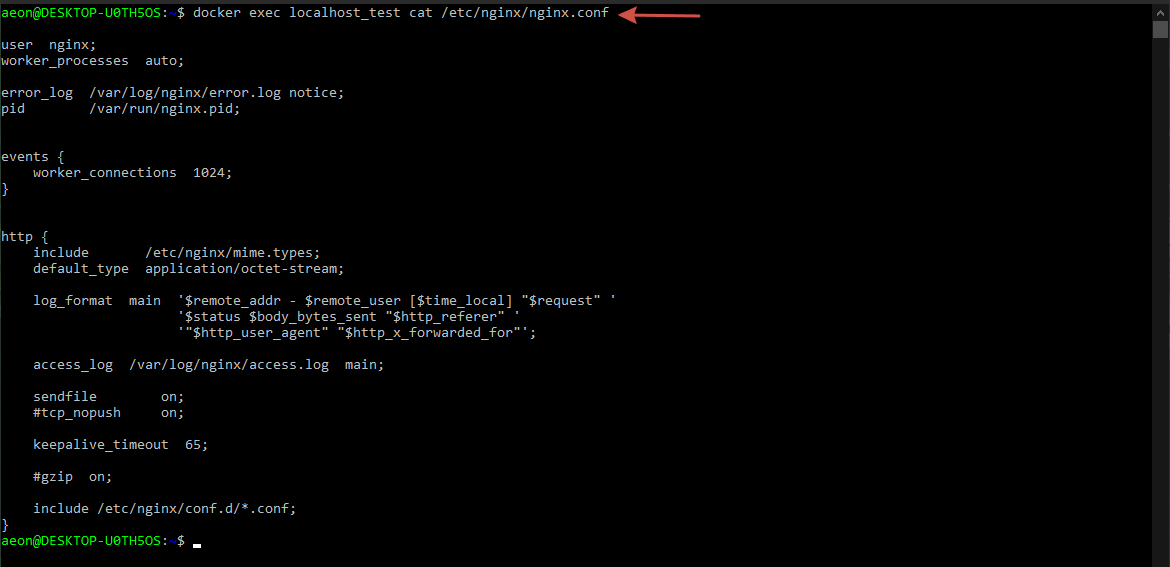 aeon@DESKTOP-U0TH5OS:~$ docker exec localhost_test cat /etc/nginx/nginx.conf
user  nginx;
worker_processes  auto;
error_log  /var/log/nginx/error.log notice;
pid        /var/run/nginx.pid;
events {
    worker_connections  1024;
}
http {
    include       /etc/nginx/mime.types;
    default_type  application/octet-stream;
    log_format  main  '$remote_addr - $remote_user [$time_local] "$request" '
                      '$status $body_bytes_sent "$http_referer" '
                      '"$http_user_agent" "$http_x_forwarded_for"';
    access_log  /var/log/nginx/access.log  main;
    sendfile        on;
    #tcp_nopush     on;
    keepalive_timeout  65;
    #gzip  on;
    include /etc/nginx/conf.d/*.conf;
}
aeon@DESKTOP-U0TH5OS:~$